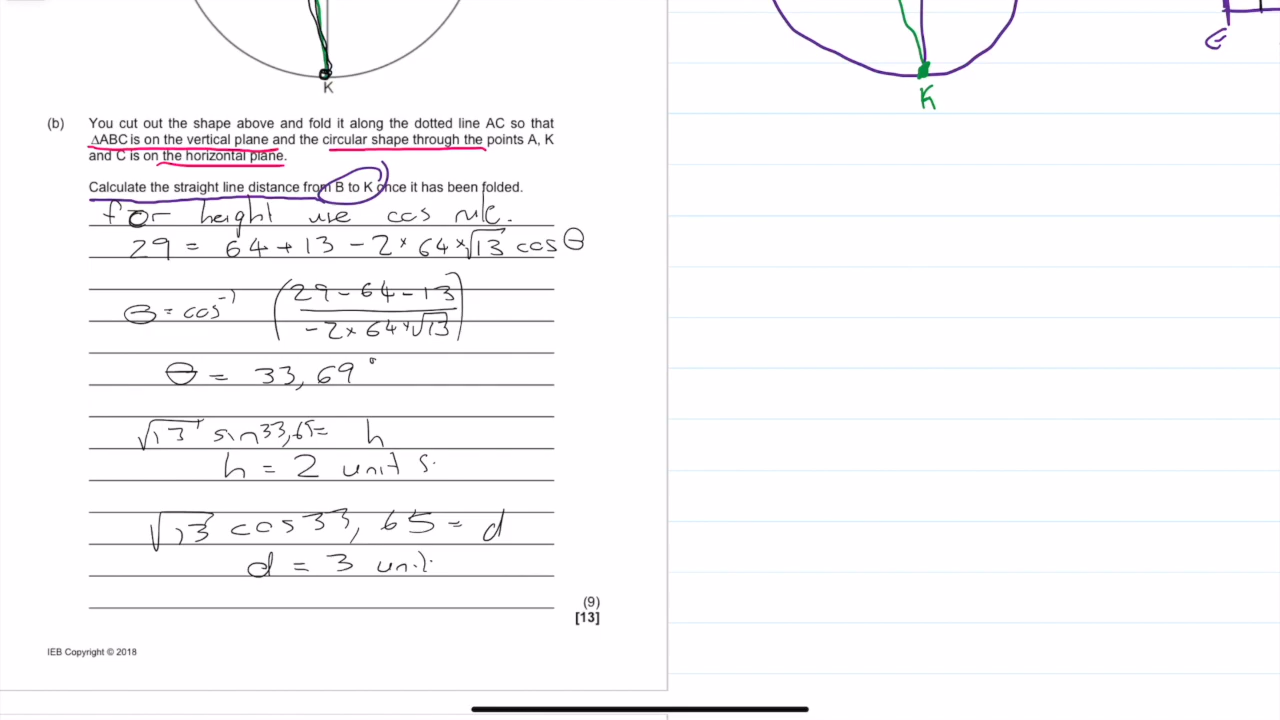 K
K
(b) You cut out the shape above and fold it along the dotted line AC so that
ΔABC is on the vertical plane and the circular shape through the points A, K
and C is on the horizontal plane.
Calculate the straight line distance from B to K once it has been folded.
for height use cos rule.
29 = 64 + 13 - 2 × 64 × √13 cos θ
θ = cos⁻¹ ((29 - 64 - 13)/(-2 × 64 × √13))
θ = 33,69°
√13 sin 33,65 = h
h = 2 units.
√13 cos 33,65 = d
d = 3 unit.
(9)
[13]
IEB Copyright © 2018